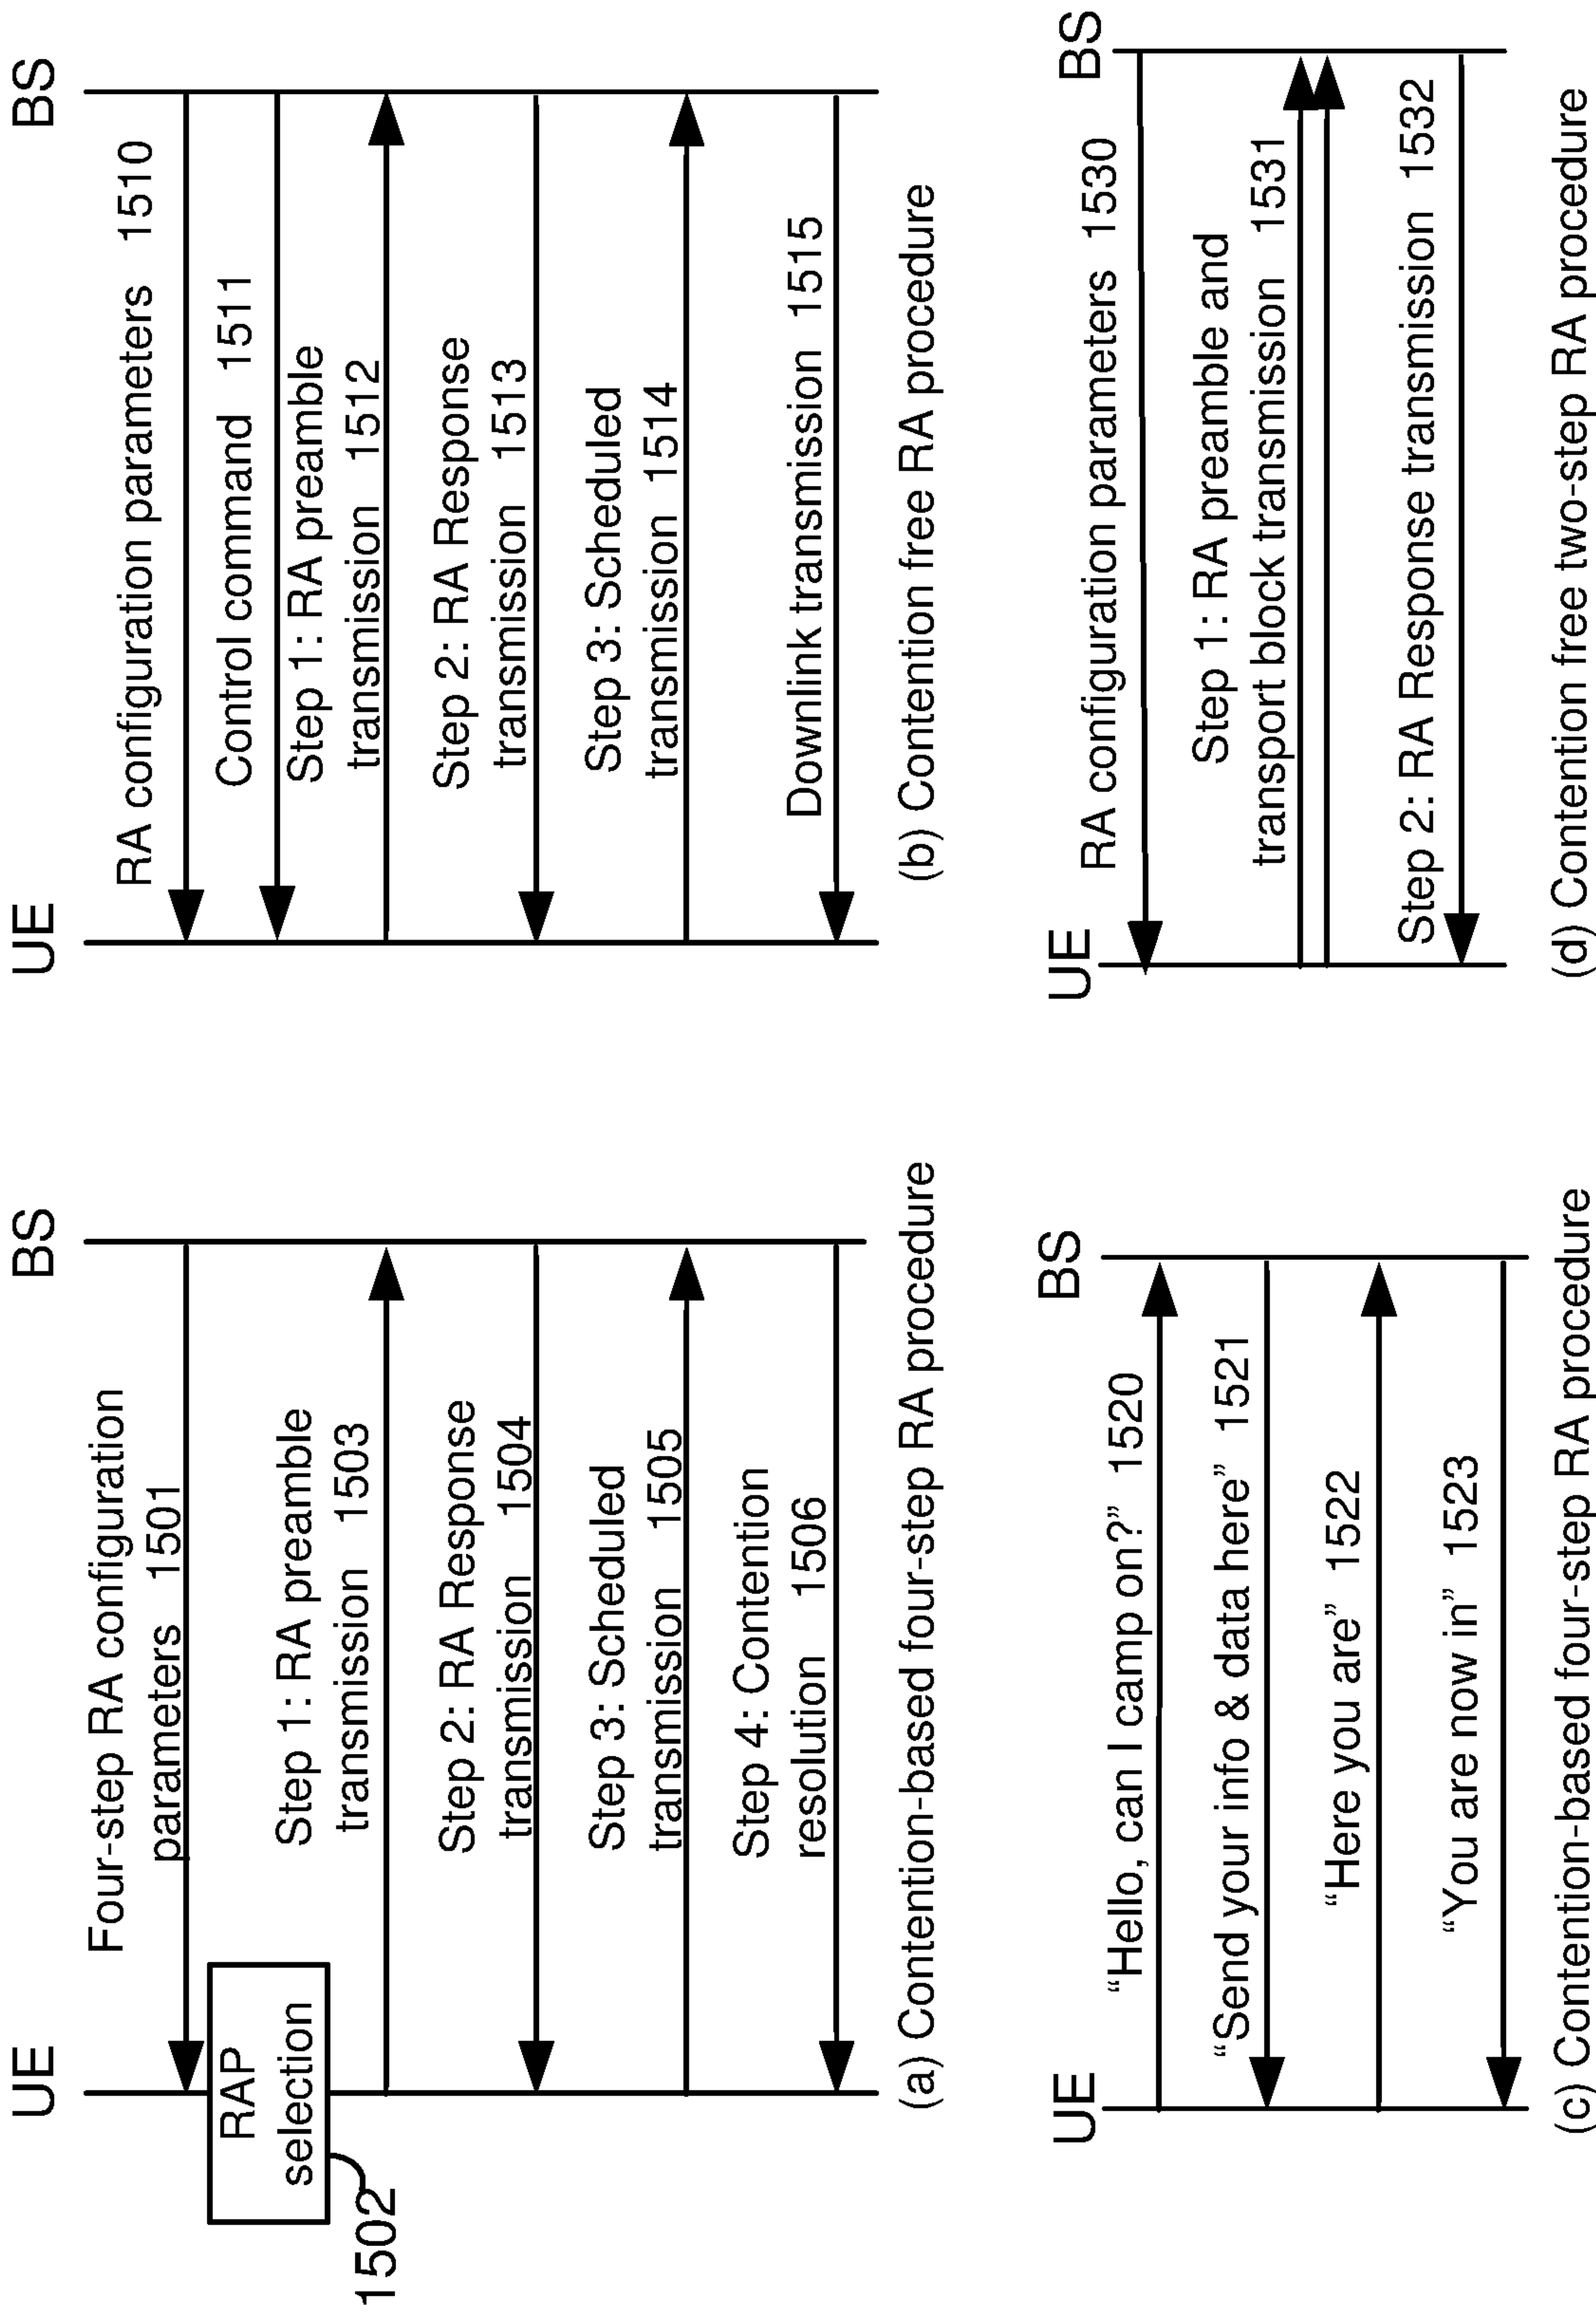 UE
BS
Four-step RA configuration
parameters 1501
RAP
selection
1502
Step 1: RA preamble
transmission 1503
Step 2: RA Response
transmission 1504
Step 3: Scheduled
transmission 1505
Step 4: Contention
resolution 1506
(a) Contention-based four-step RA procedure
UE
BS
RA configuration parameters 1510
Control command 1511
Step 1: RA preamble
transmission 1512
Step 2: RA Response
transmission 1513
Step 3: Scheduled
transmission 1514
Downlink transmission 1515
(b) Contention free RA procedure
UE
BS
“Hello, can I camp on?” 1520
“Send your info & data here” 1521
“Here you are” 1522
“You are now in” 1523
(c) Contention-based four-step RA procedure
UE
BS
RA configuration parameters 1530
Step 1: RA preamble and
transport block transmission 1531
Step 2: RA Response transmission 1532
(d) Contention free two-step RA procedure